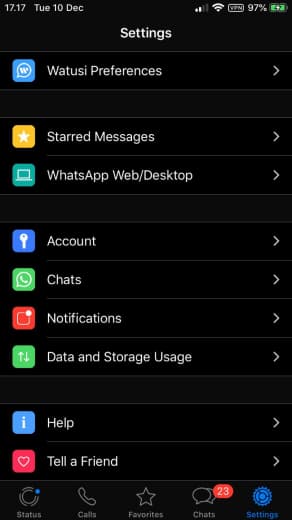 17.17 Tue 10 Dec VPN 97%
Settings
Watusi Preferences
Starred Messages
WhatsApp Web/Desktop
Account
Chats
Notifications
Data and Storage Usage
Help
Tell a Friend
23
Status Calls Favorites Chats Settings